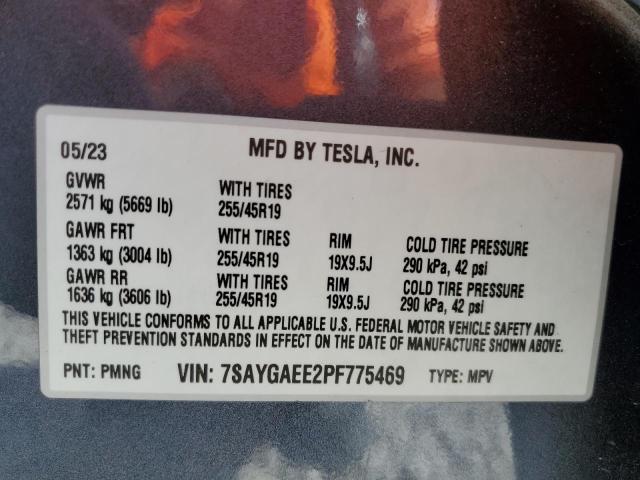 05/23 MFD BY TESLA, INC.
GVWR WITH TIRES
2571 kg (5669 lb) 255/45R19
GAWR FRT WITH TIRES RIM COLD TIRE PRESSURE
1363 kg (3004 lb) 255/45R19 19X9.5J 290 kPa, 42 psi
GAWR RR WITH TIRES RIM COLD TIRE PRESSURE
1636 kg (3606 lb) 255/45R19 19X9.5J 290 kPa, 42 psi
THIS VEHICLE CONFORMS TO ALL APPLICABLE U.S. FEDERAL MOTOR VEHICLE SAFETY AND
THEFT PREVENTION STANDARDS IN EFFECT ON THE DATE OF MANUFACTURE SHOWN ABOVE.
PNT: PMNG VIN: 7SAYGAEE2PF775469 TYPE: MPV